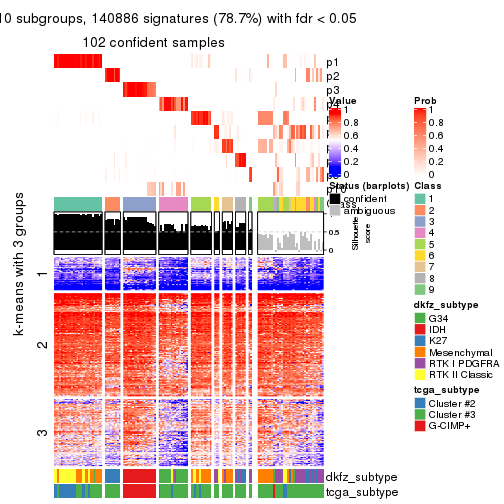 10 subgroups, 140886 signatures (78.7%) with fdr < 0.05
102 confident samples
p1
p2
p3
Value
1
0.8
0.6
0.4
0.2
0
Prob
1
0.8
0.6
0.4
0.2
0
p10
Status (barplots)
confident
ambiguous
Class
1
2
3
4
5
6
7
8
9
0.5
0
Silhouette
score
k-means with 3 groups
1
2
3
dkfz_subtype
G34
IDH
K27
Mesenchymal
RTK I PDGFRA
RTK II Classic
tcga_subtype
Cluster #2
Cluster #3
G-CIMP+
dkfz_subtype
tcga_subtype